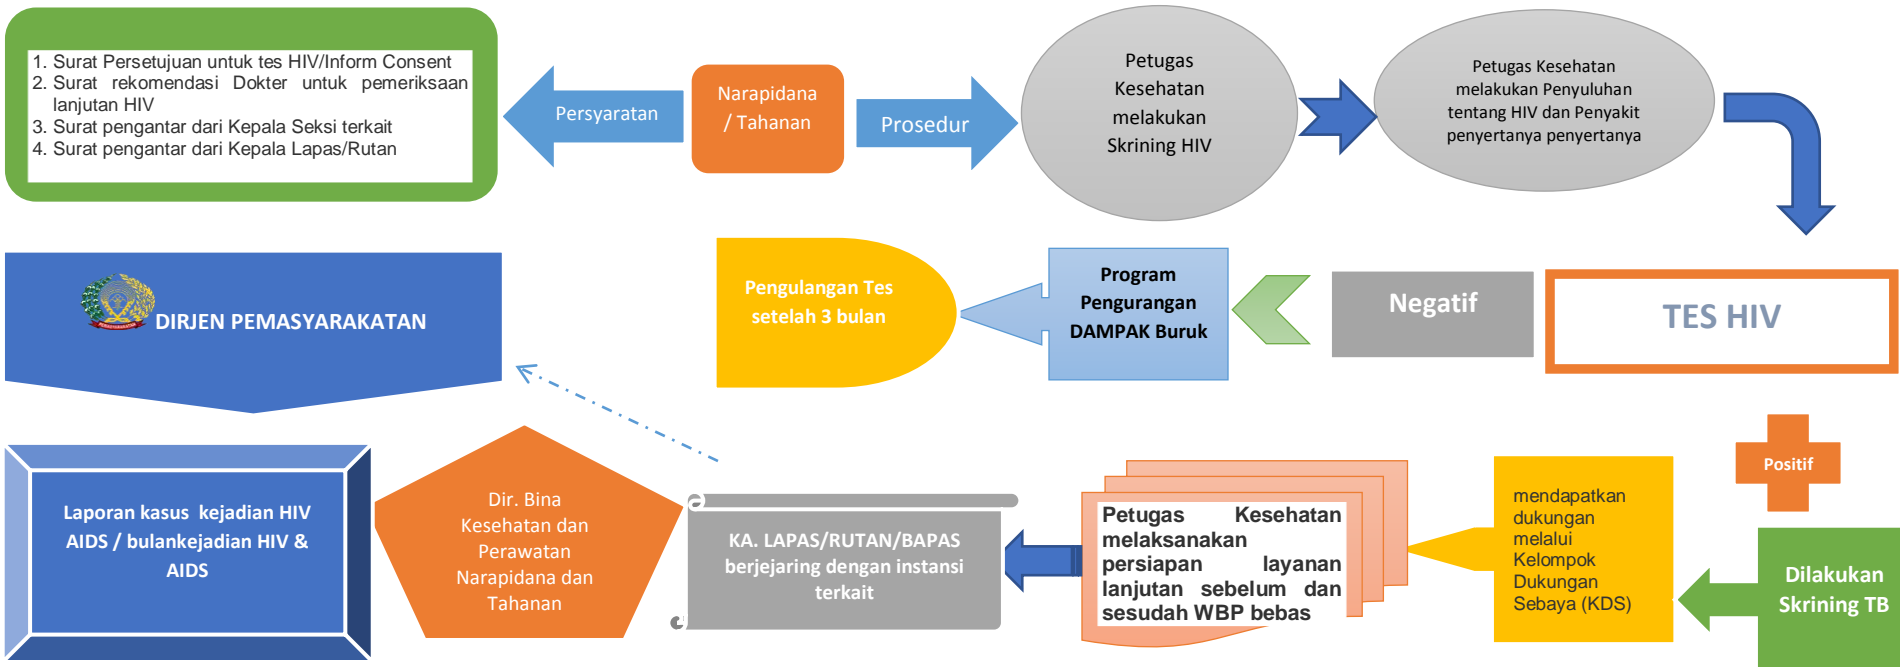 1. Surat Persetujuan untuk tes HIV/Inform Consent
2. Surat rekomendasi Dokter untuk pemeriksaan
lanjutan HIV
3. Surat pengantar dari Kepala Seksi terkait
4. Surat pengantar dari Kepala Lapas/Rutan
Persyaratan
Narapidana
/ Tahanan
Prosedur
Petugas
Kesehatan
melakukan
Skrining HIV
Petugas Kesehatan
melakukan Penyuluhan
tentang HIV dan Penyakit
penyertanya penyertanya
TES HIV
Negatif
Program
Pengurangan
DAMPAK Buruk
Pengulangan Tes
setelah 3 bulan
DIRJEN PEMASYARAKATAN
Positif
Dilakukan
Skrining TB
mendapatkan
dukungan
melalui
Kelompok
Dukungan
Sebaya (KDS)
Petugas Kesehatan
melaksanakan
persiapan layanan
lanjutan sebelum dan
sesudah WBP bebas
KA. LAPAS/RUTAN/BAPAS
berjejaring dengan instansi
terkait
Dir. Bina
Kesehatan dan
Perawatan
Narapidana dan
Tahanan
Laporan kasus kejadian HIV
AIDS / bulankejadian HIV &
AIDS